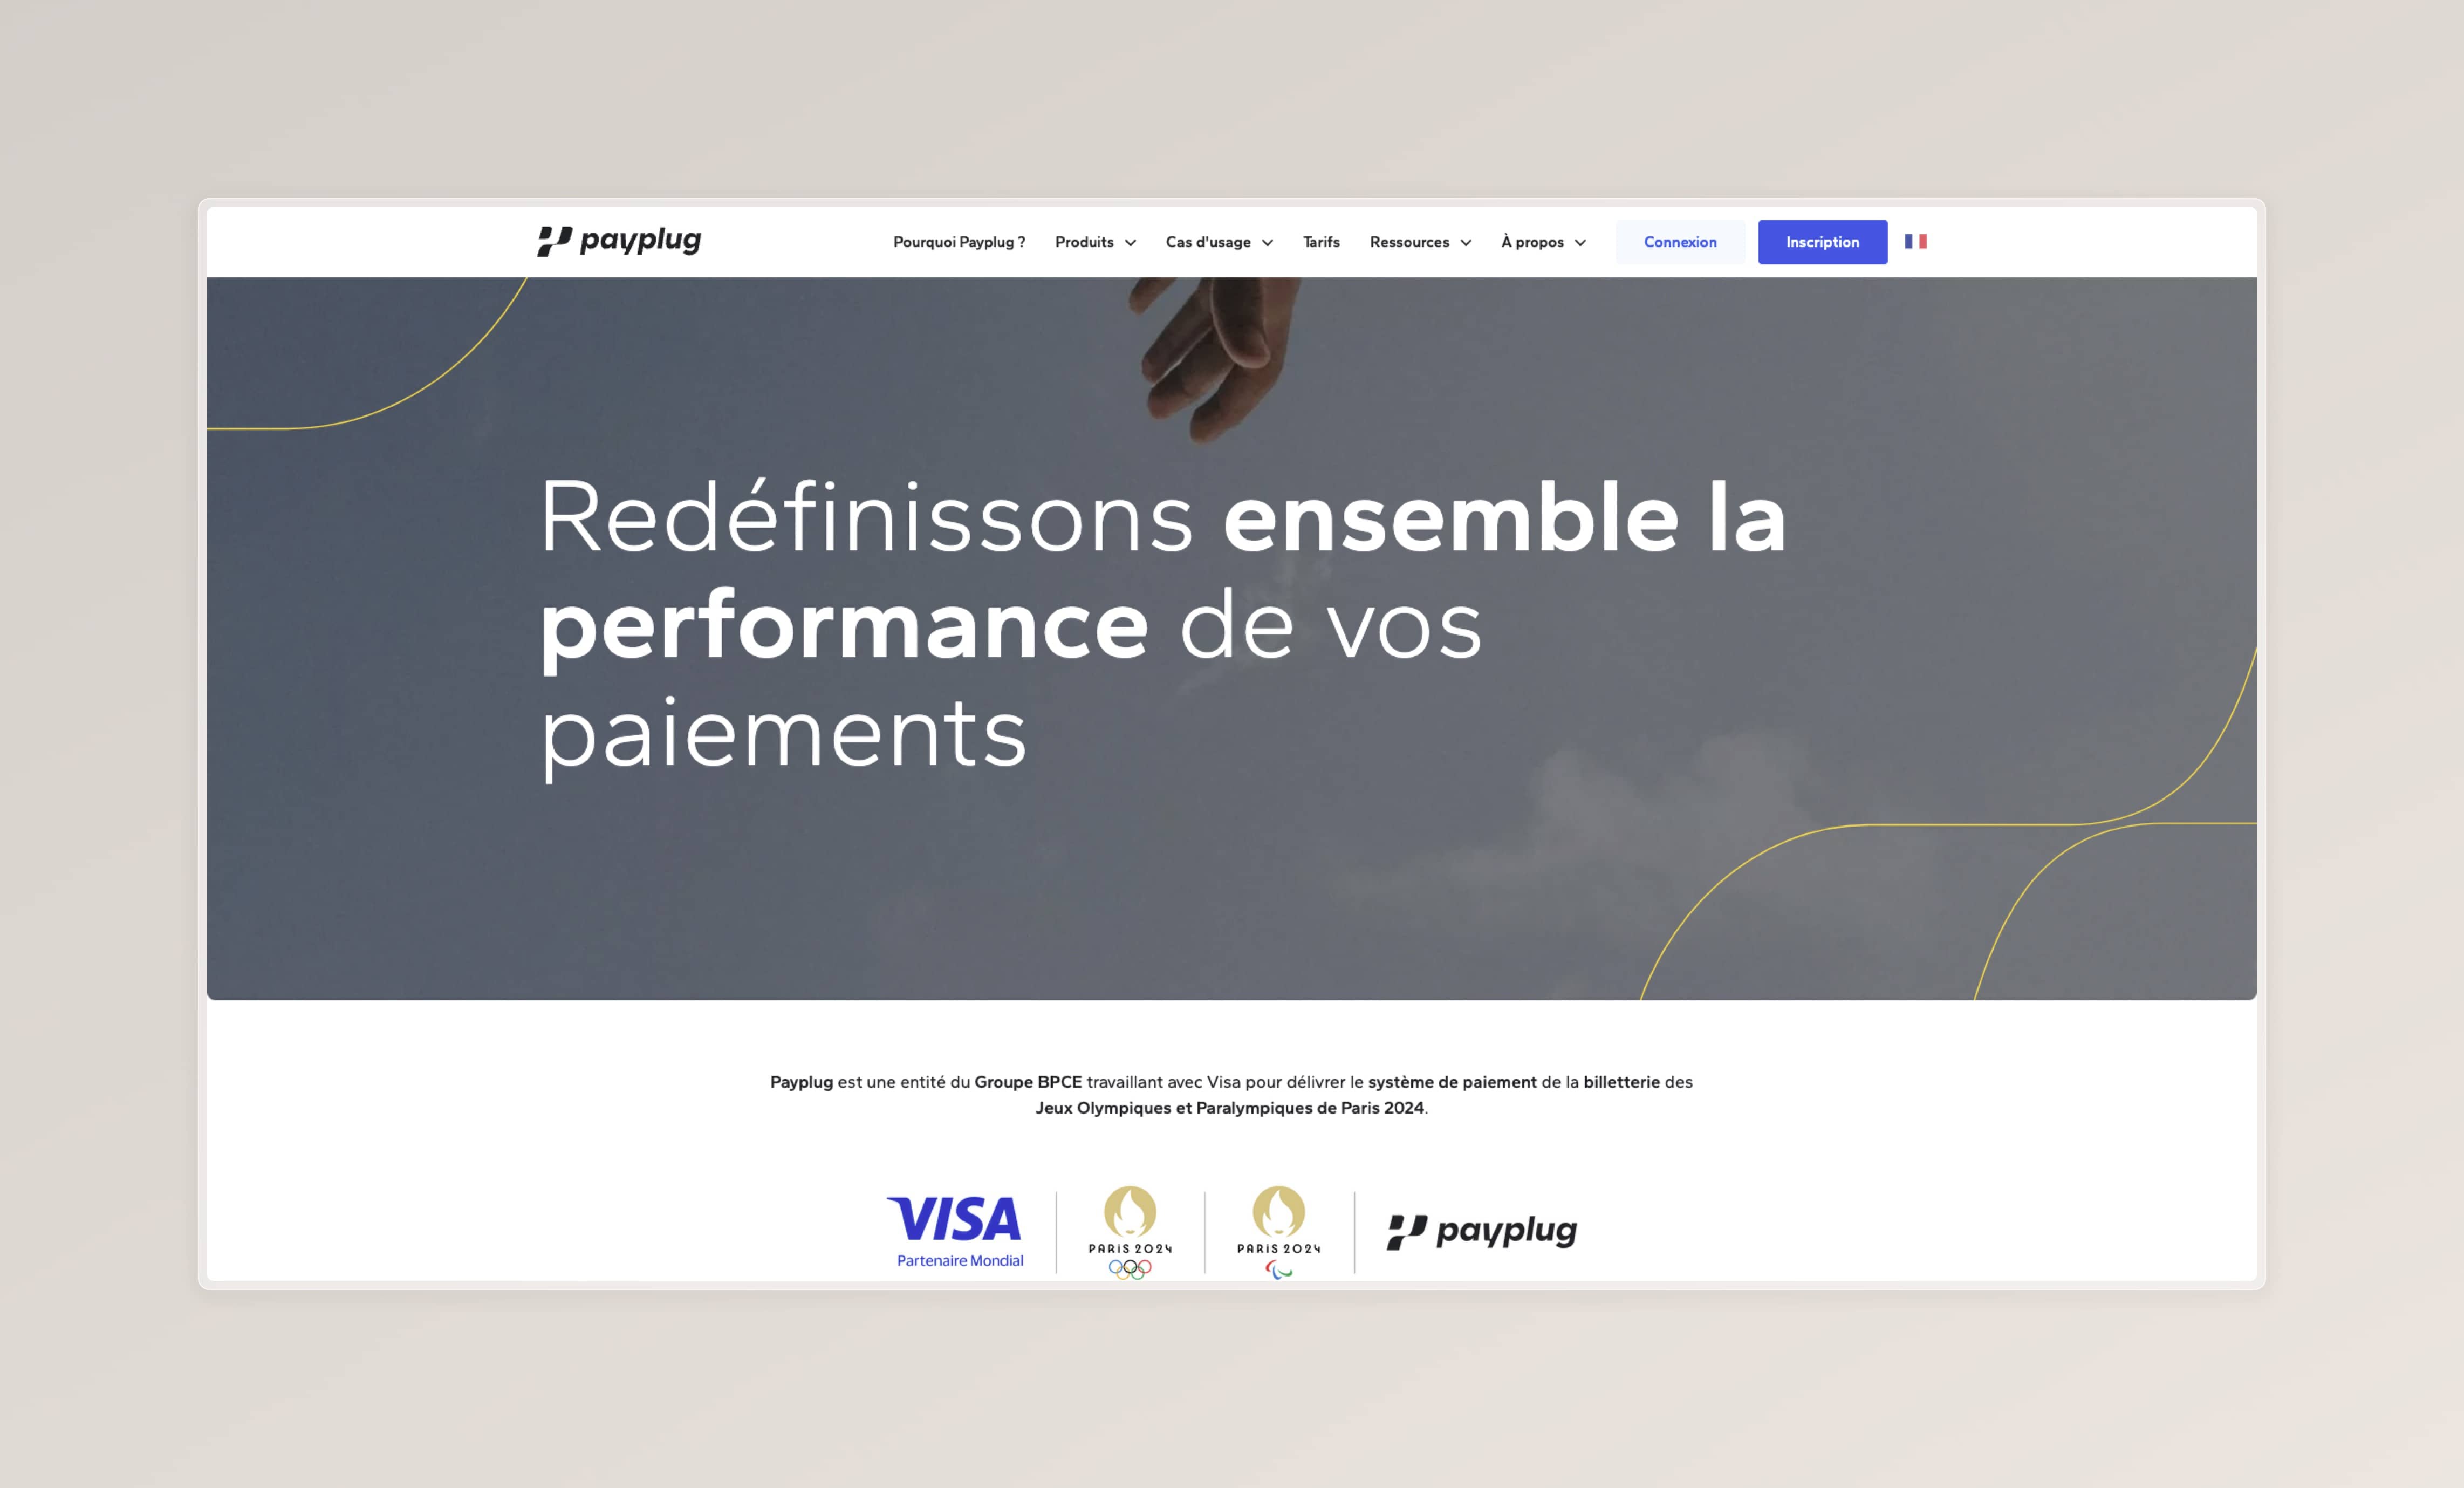 payplug
Pourquoi Payplug ?
Produits
Cas d'usage
Tarifs
Ressources
À propos
Connexion
Inscription
Redéfinissons ensemble la
performance de vos
paiements
Payplug est une entité du Groupe BPCE travaillant avec Visa pour délivrer le système de paiement de la billetterie des
Jeux Olympiques et Paralympiques de Paris 2024.
VISA
Partenaire Mondial
PARIS 2024
PARIS 2024
payplug